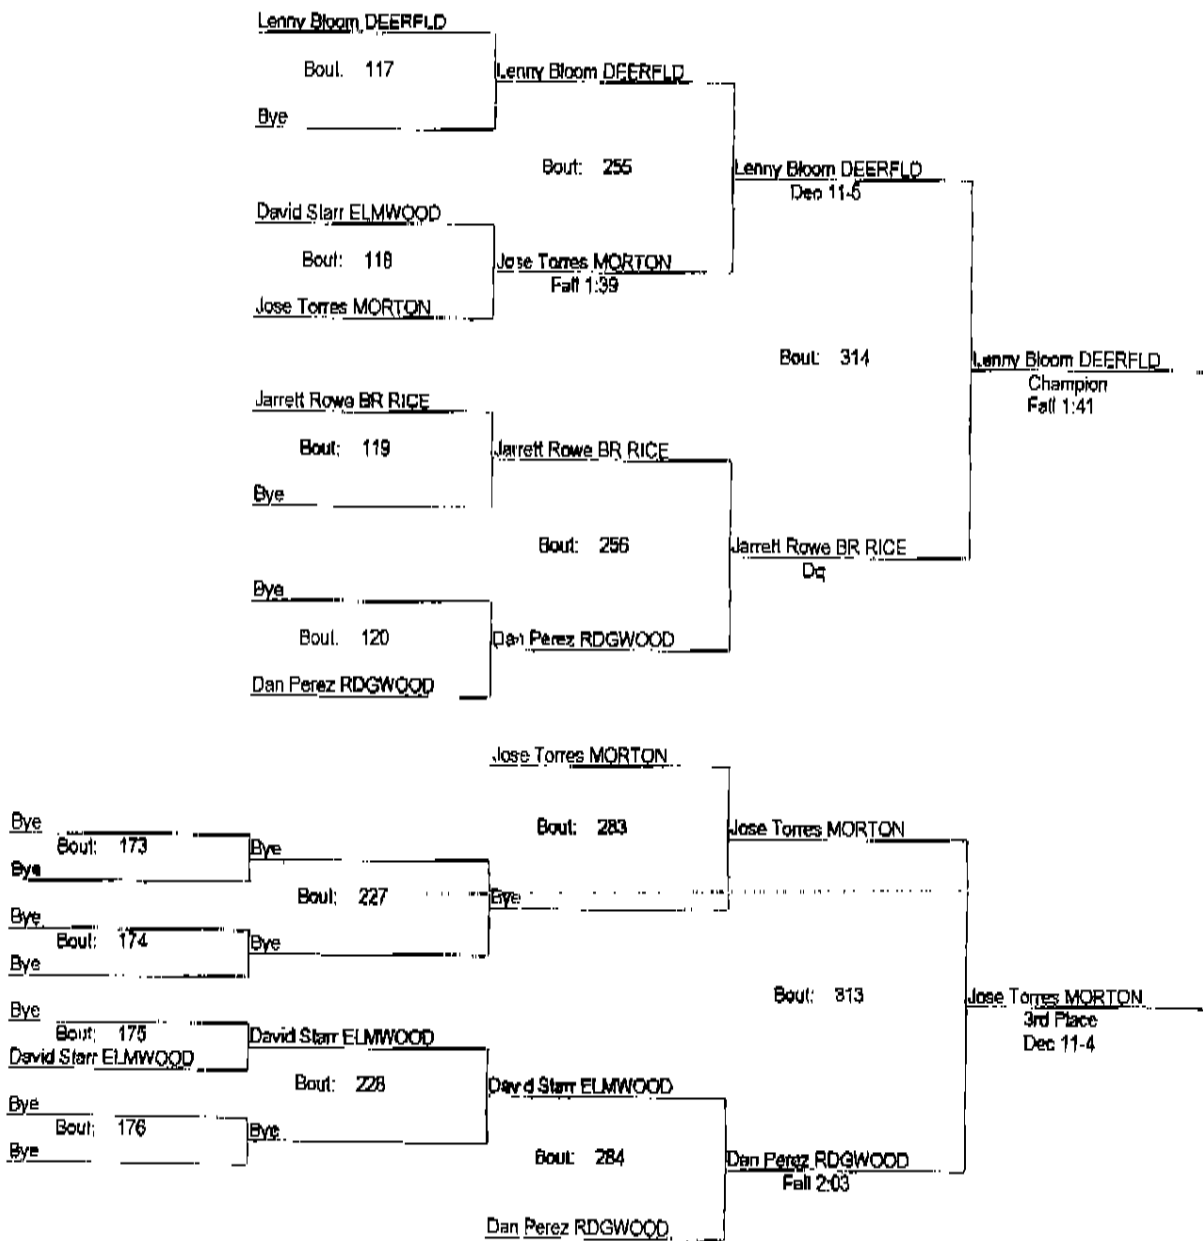 Lenny Bloom DEERFLD
Bout: 117
Lenny Bloom DEERFLD
Bye
Bout: 255
Lenny Bloom DEERFLD
Dec 11-5
David Starr ELMWOOD
Bout: 118
Jose Torres MORTON
Fall 1:39
Jose Torres MORTON
Bout: 314
Lenny Bloom DEERFLD
Champion
Fall 1:41
Jarrett Rowe BR RICE
Bout: 119
Jarrett Rowe BR RICE
Bye
Bout: 256
Jarrett Rowe BR RICE
Dq
Bye
Bout. 120
Dan Perez RDGWOOD
Dan Perez RDGWOOD
Jose Torres MORTON
Bout: 283
Jose Torres MORTON
Bye
Bout: 173
Bye
Bye
Bout: 227
Bye
Bye
Bout: 174
Bye
Bye
Bout: 313
Jose Torres MORTON
3rd Place
Dec 11-4
Bye
Bout: 175
David Starr ELMWOOD
David Starr ELMWOOD
Bout: 228
David Starr ELMWOOD
Bye
Bout: 176
Bye
Bye
Bout: 284
Dan Perez RDGWOOD
Fall 2:03
Dan Perez RDGWOOD